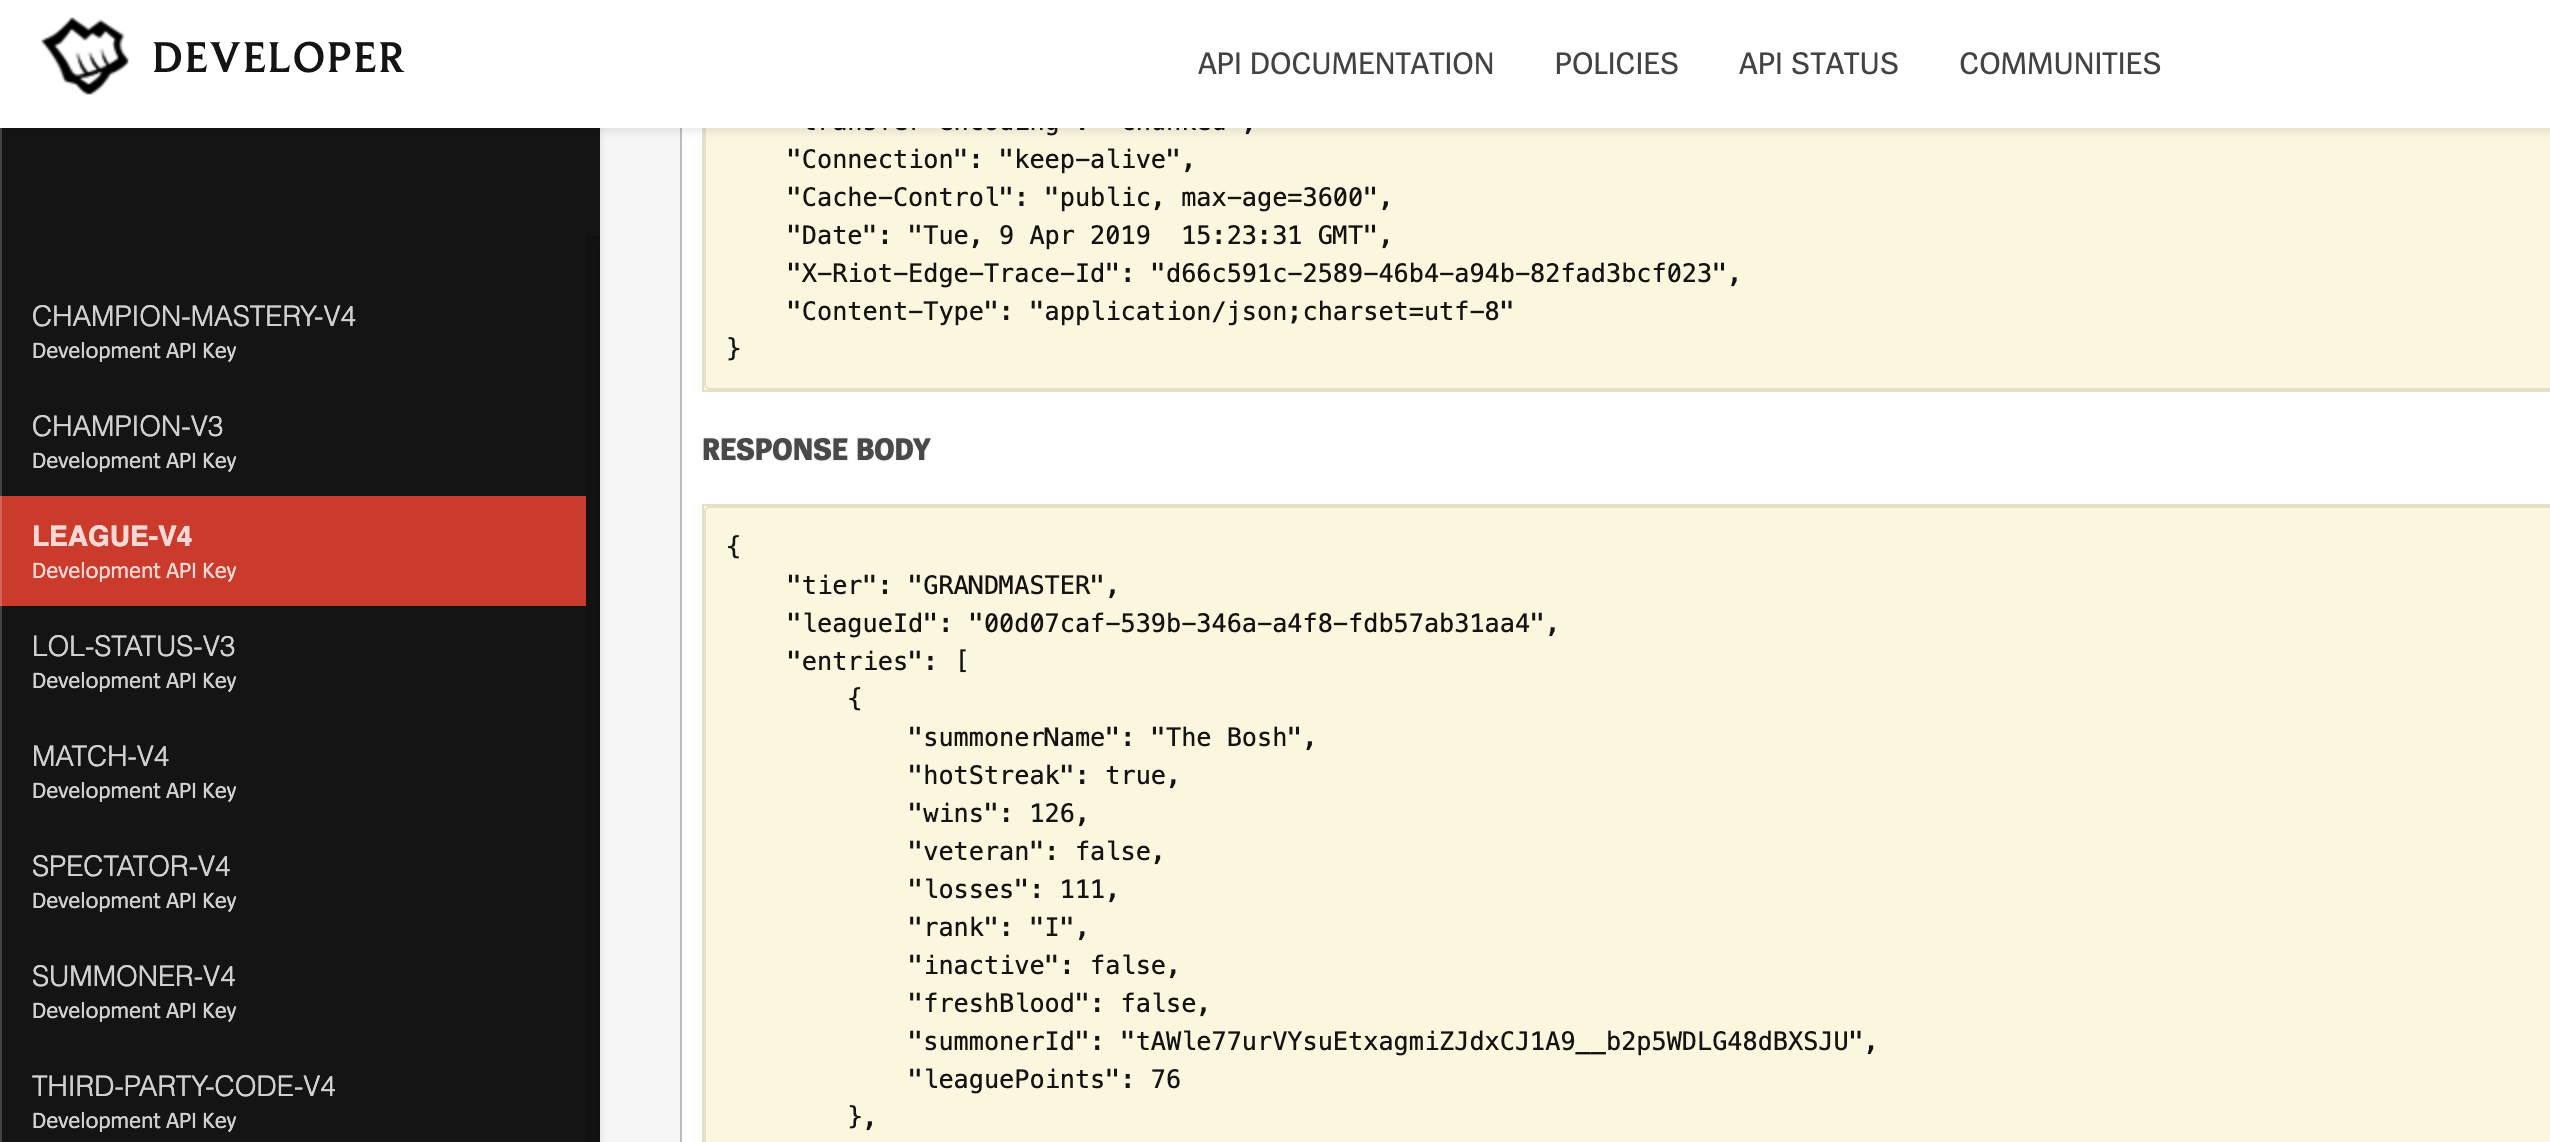 DEVELOPER
API DOCUMENTATION
POLICIES
API STATUS
COMMUNITIES
CHAMPION-MASTERY-V4
Development API Key
CHAMPION-V3
Development API Key
LEAGUE-V4
Development API Key
LOL-STATUS-V3
Development API Key
MATCH-V4
Development API Key
SPECTATOR-V4
Development API Key
SUMMONER-V4
Development API Key
THIRD-PARTY-CODE-V4
Development API Key
"Connection": "keep-alive",
"Cache-Control": "public, max-age=3600",
"Date": "Tue, 9 Apr 2019  15:23:31 GMT",
"X-Riot-Edge-Trace-Id": "d66c591c-2589-46b4-a94b-82fad3bcf023",
"Content-Type": "application/json;charset=utf-8"
}
RESPONSE BODY
{
"tier": "GRANDMASTER",
"leagueId": "00d07caf-539b-346a-a4f8-fdb57ab31aa4",
"entries": [
{
"summonerName": "The Bosh",
"hotStreak": true,
"wins": 126,
"veteran": false,
"losses": 111,
"rank": "I",
"inactive": false,
"freshBlood": false,
"summonerId": "tAWle77urVYsuEtxagmiZJdxCJ1A9__b2p5WDLG48dBXSJU",
"leaguePoints": 76
},